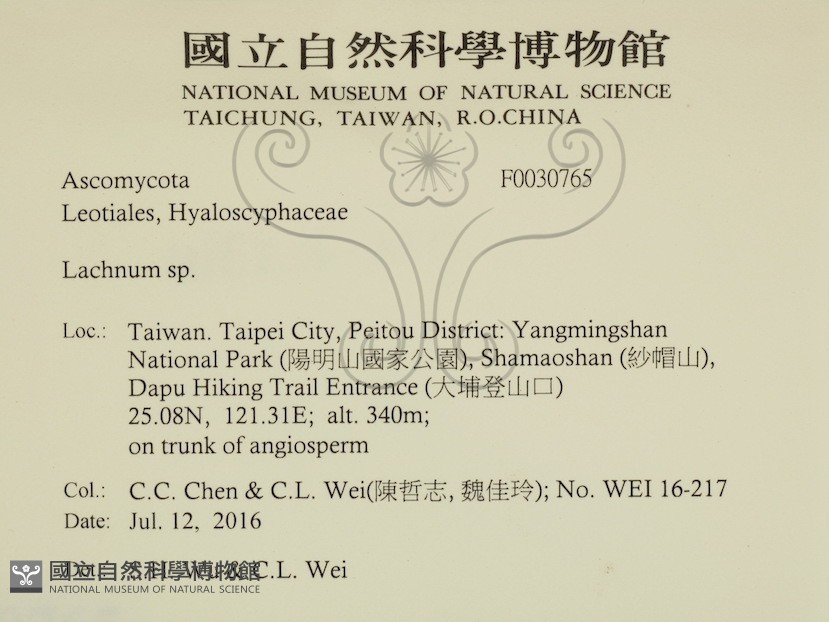 國立自然科學博物館
NATIONAL MUSEUM OF NATURAL SCIENCE
TAICHUNG, TAIWAN, R.O.CHINA
Ascomycota F0030765
Leotiales, Hyaloscyphaceae
Lachnum sp.
Loc.: Taiwan. Taipei City, Peitou District: Yangmingshan
National Park (陽明山國家公園), Shamaoshan (紗帽山),
Dapu Hiking Trail Entrance (大埔登山口)
25.08N, 121.31E; alt. 340m;
on trunk of angiosperm
Col.: C.C. Chen & C.L. Wei(陳哲志, 魏佳玲); No. WEI 16-217
Date: Jul. 12, 2016
& C.L. Wei
國立自然科學博物館
NATIONAL MUSEUM OF NATURAL SCIENCE